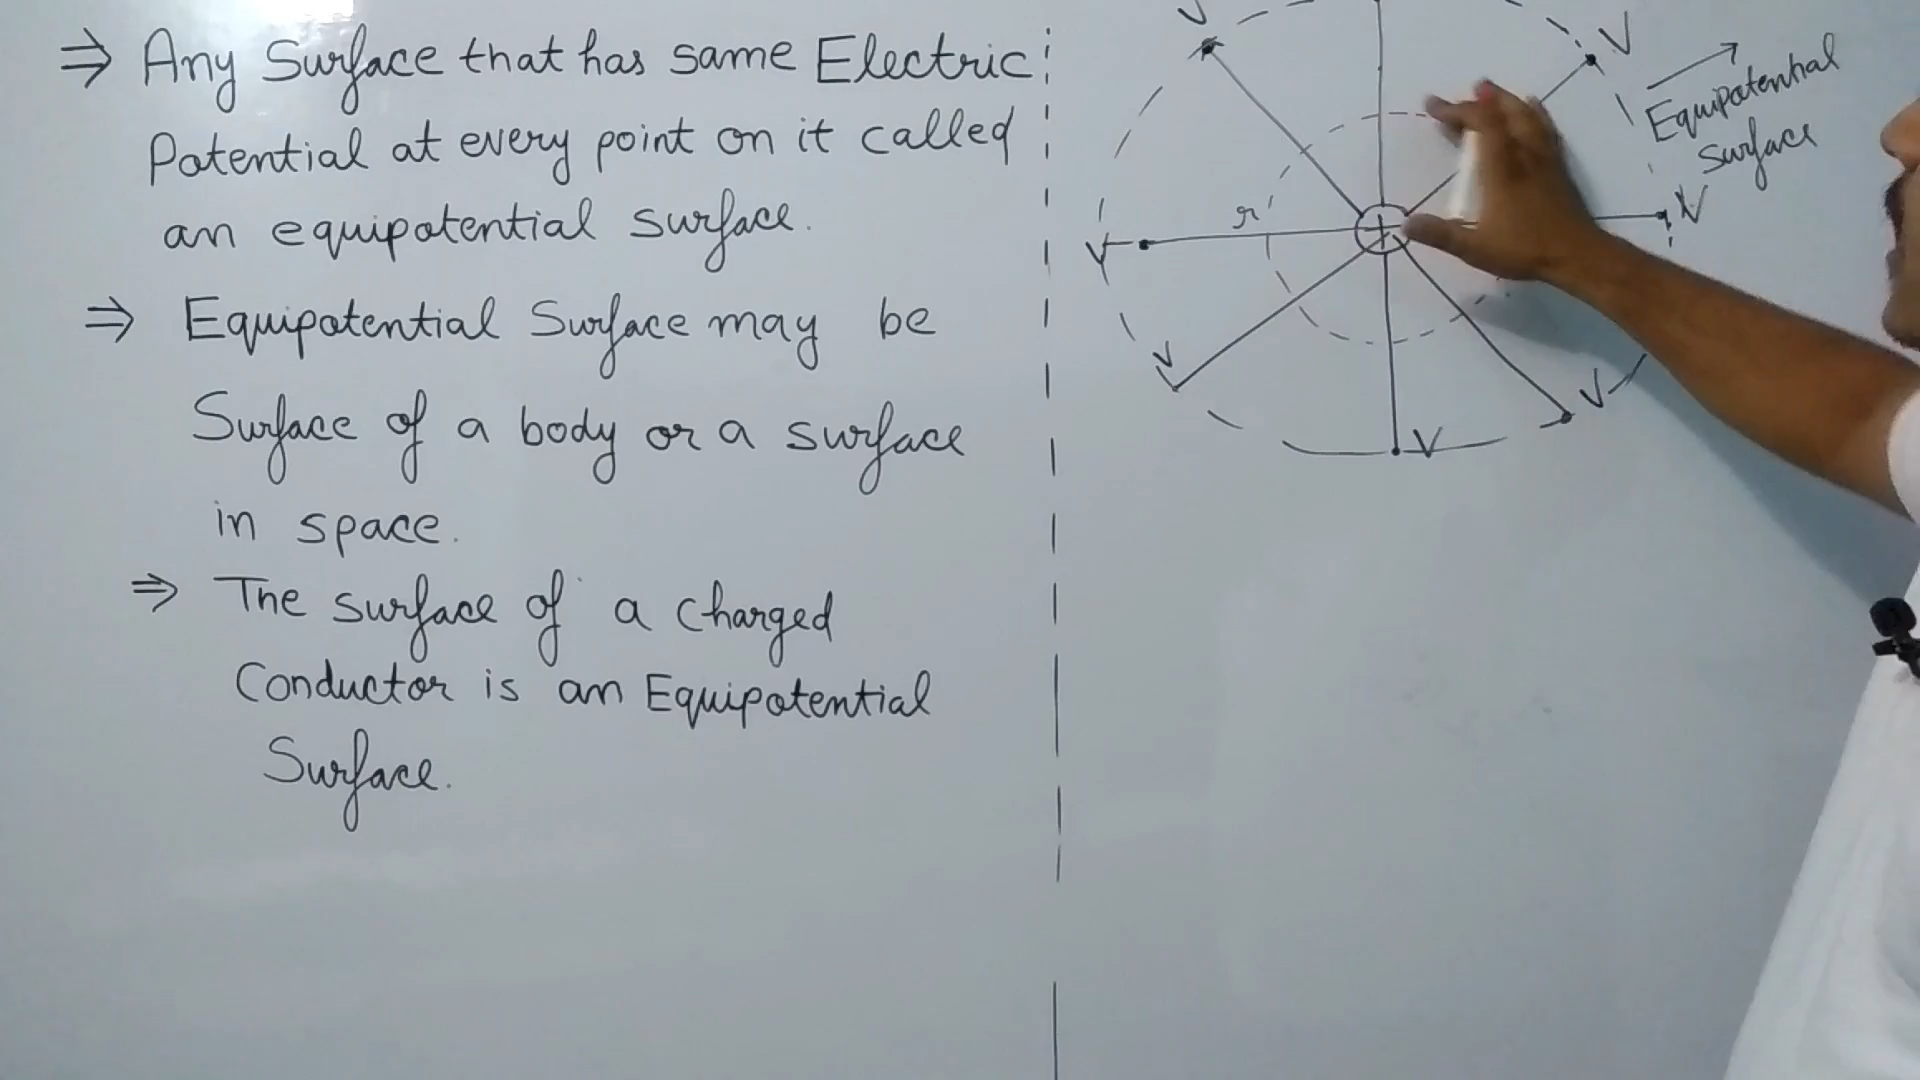 ⇒ Any Surface that has same Electric
Potential at every point on it called
an equipotential surface.
⇒ Equipotential Surface may be
Surface of a body or a surface
in space.
⇒ The surface of a charged
Conductor is an Equipotential
Surface.
V
V
Equipotential
Surface
V
r'
+
V
V
V
V